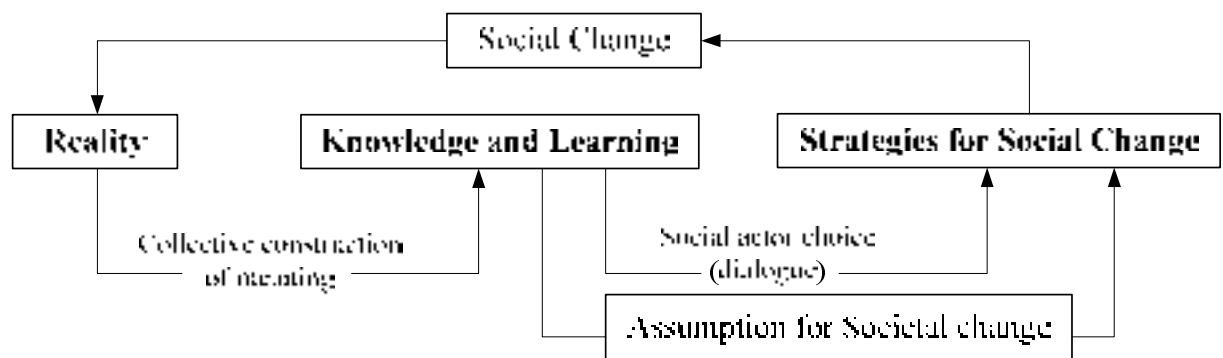 Social Change
Reality
Knowledge and Learning
Strategies for Social Change
Collective construction
of meaning
Social actor choice
(dialogue)
Assumption for Societal change